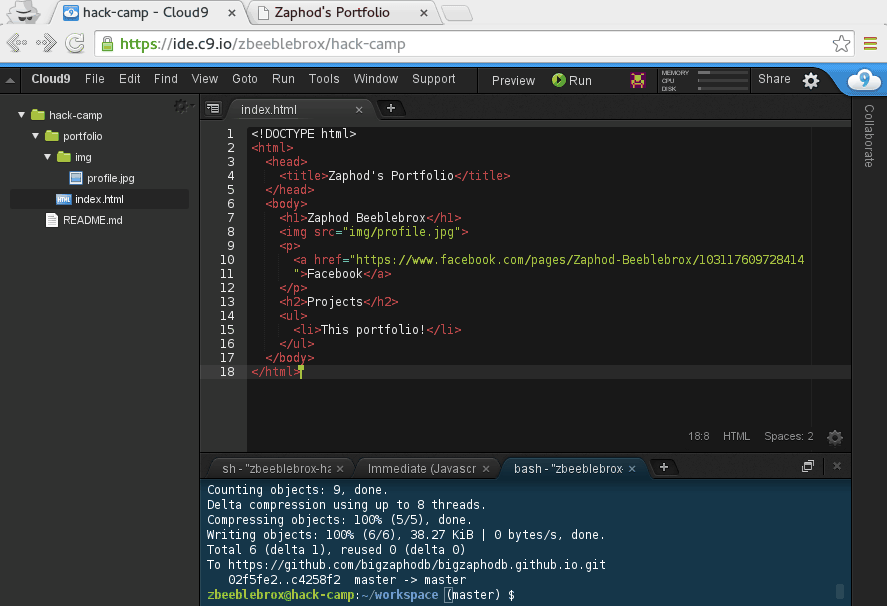 hack-camp - Cloud9 × Zaphod's Portfolio ×
https://ide.c9.io/zbeeblebrox/hack-camp
Cloud9 File Edit Find View Goto Run Tools Window Support Preview Run MEMORY CPU DISK Share 9
hack-camp
portfolio
img
profile.jpg
HTML index.html
README.md
index.html × +
Collaborate
1 <!DOCTYPE html>
2 <html>
3 <head>
4 <title>Zaphod's Portfolio</title>
5 </head>
6 <body>
7 <h1>Zaphod Beeblebrox</h1>
8 <img src="img/profile.jpg">
9 <p>
10 <a href="https://www.facebook.com/pages/Zaphod-Beeblebrox/103117609728414
11 ">Facebook</a>
12 </p>
13 <h2>Projects</h2>
14 <ul>
15 <li>This portfolio!</li>
16 </ul>
17 </body>
18 </html>
18:8 HTML Spaces: 2
sh - "zbeeblebrox-ha × Immediate (Javascr × bash - "zbeeblebrox- × +
Counting objects: 9, done.
Delta compression using up to 8 threads.
Compressing objects: 100% (5/5), done.
Writing objects: 100% (6/6), 38.27 KiB | 0 bytes/s, done.
Total 6 (delta 1), reused 0 (delta 0)
To https://github.com/bigzaphodb/bigzaphodb.github.io.git
02f5fe2..c4258f2 master -> master
zbeeblebrox@hack-camp:~/workspace (master) $